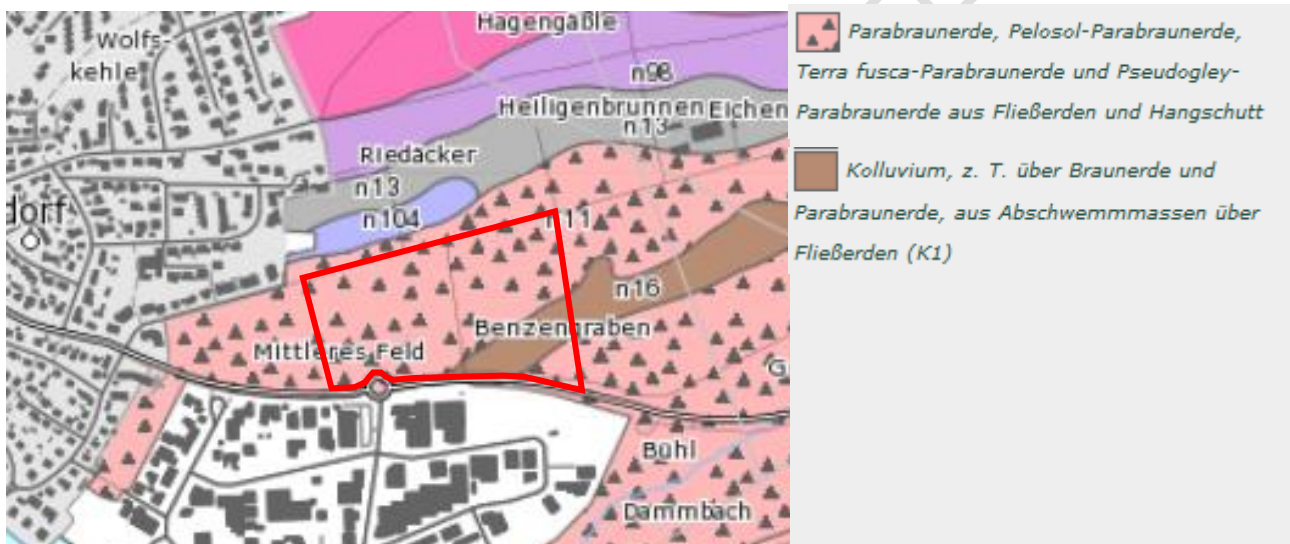 Wolfs-
kehle
Hagengäßle
n98
Heiligenbrunnen
Eichen
n13
Riedäcker
n13
n104
dorf
n11
n16
Benzengraben
Mittleres Feld
G
Bühl
Dammbach
Parabraunerde, Pelosol-Parabraunerde,
Terra fusca-Parabraunerde und Pseudogley-
Parabraunerde aus Fließerden und Hangschutt
Kolluvium, z. T. über Braunerde und
Parabraunerde, aus Abschwemmmassen über
Fließerden (K1)